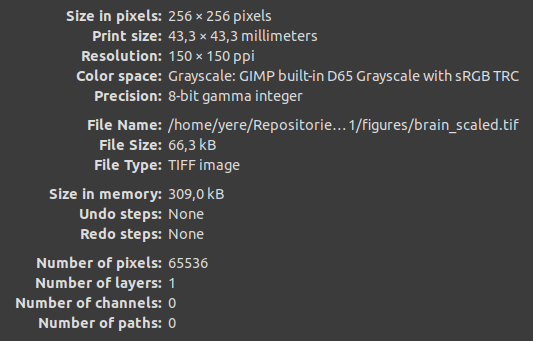 Size in pixels: 256 × 256 pixels
Print size: 43,3 × 43,3 millimeters
Resolution: 150 × 150 ppi
Color space: Grayscale: GIMP built-in D65 Grayscale with sRGB TRC
Precision: 8-bit gamma integer
File Name: /home/yere/Repositorie…1/figures/brain_scaled.tif
File Size: 66,3 kB
File Type: TIFF image
Size in memory: 309,0 kB
Undo steps: None
Redo steps: None
Number of pixels: 65536
Number of layers: 1
Number of channels: 0
Number of paths: 0